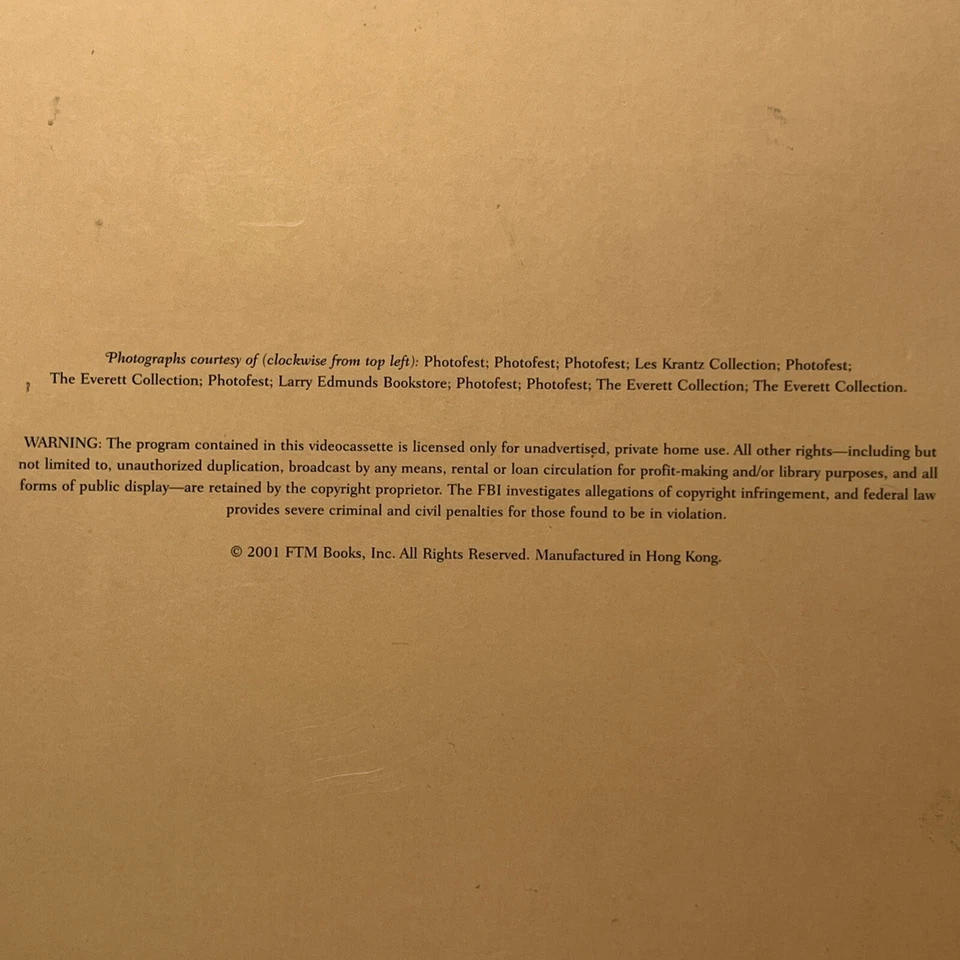 Photographs courtesy of (clockwise from top left): Photofest; Photofest; Photofest; Les Krantz Collection; Photofest;
The Everett Collection; Photofest; Larry Edmunds Bookstore; Photofest; Photofest; The Everett Collection; The Everett Collection.
WARNING: The program contained in this videocassette is licensed only for unadvertised, private home use. All other rights—including but
not limited to, unauthorized duplication, broadcast by any means, rental or loan circulation for profit-making and/or library purposes, and all
forms of public display—are retained by the copyright proprietor. The FBI investigates allegations of copyright infringement, and federal law
provides severe criminal and civil penalties for those found to be in violation.
© 2001 FTM Books, Inc. All Rights Reserved. Manufactured in Hong Kong.